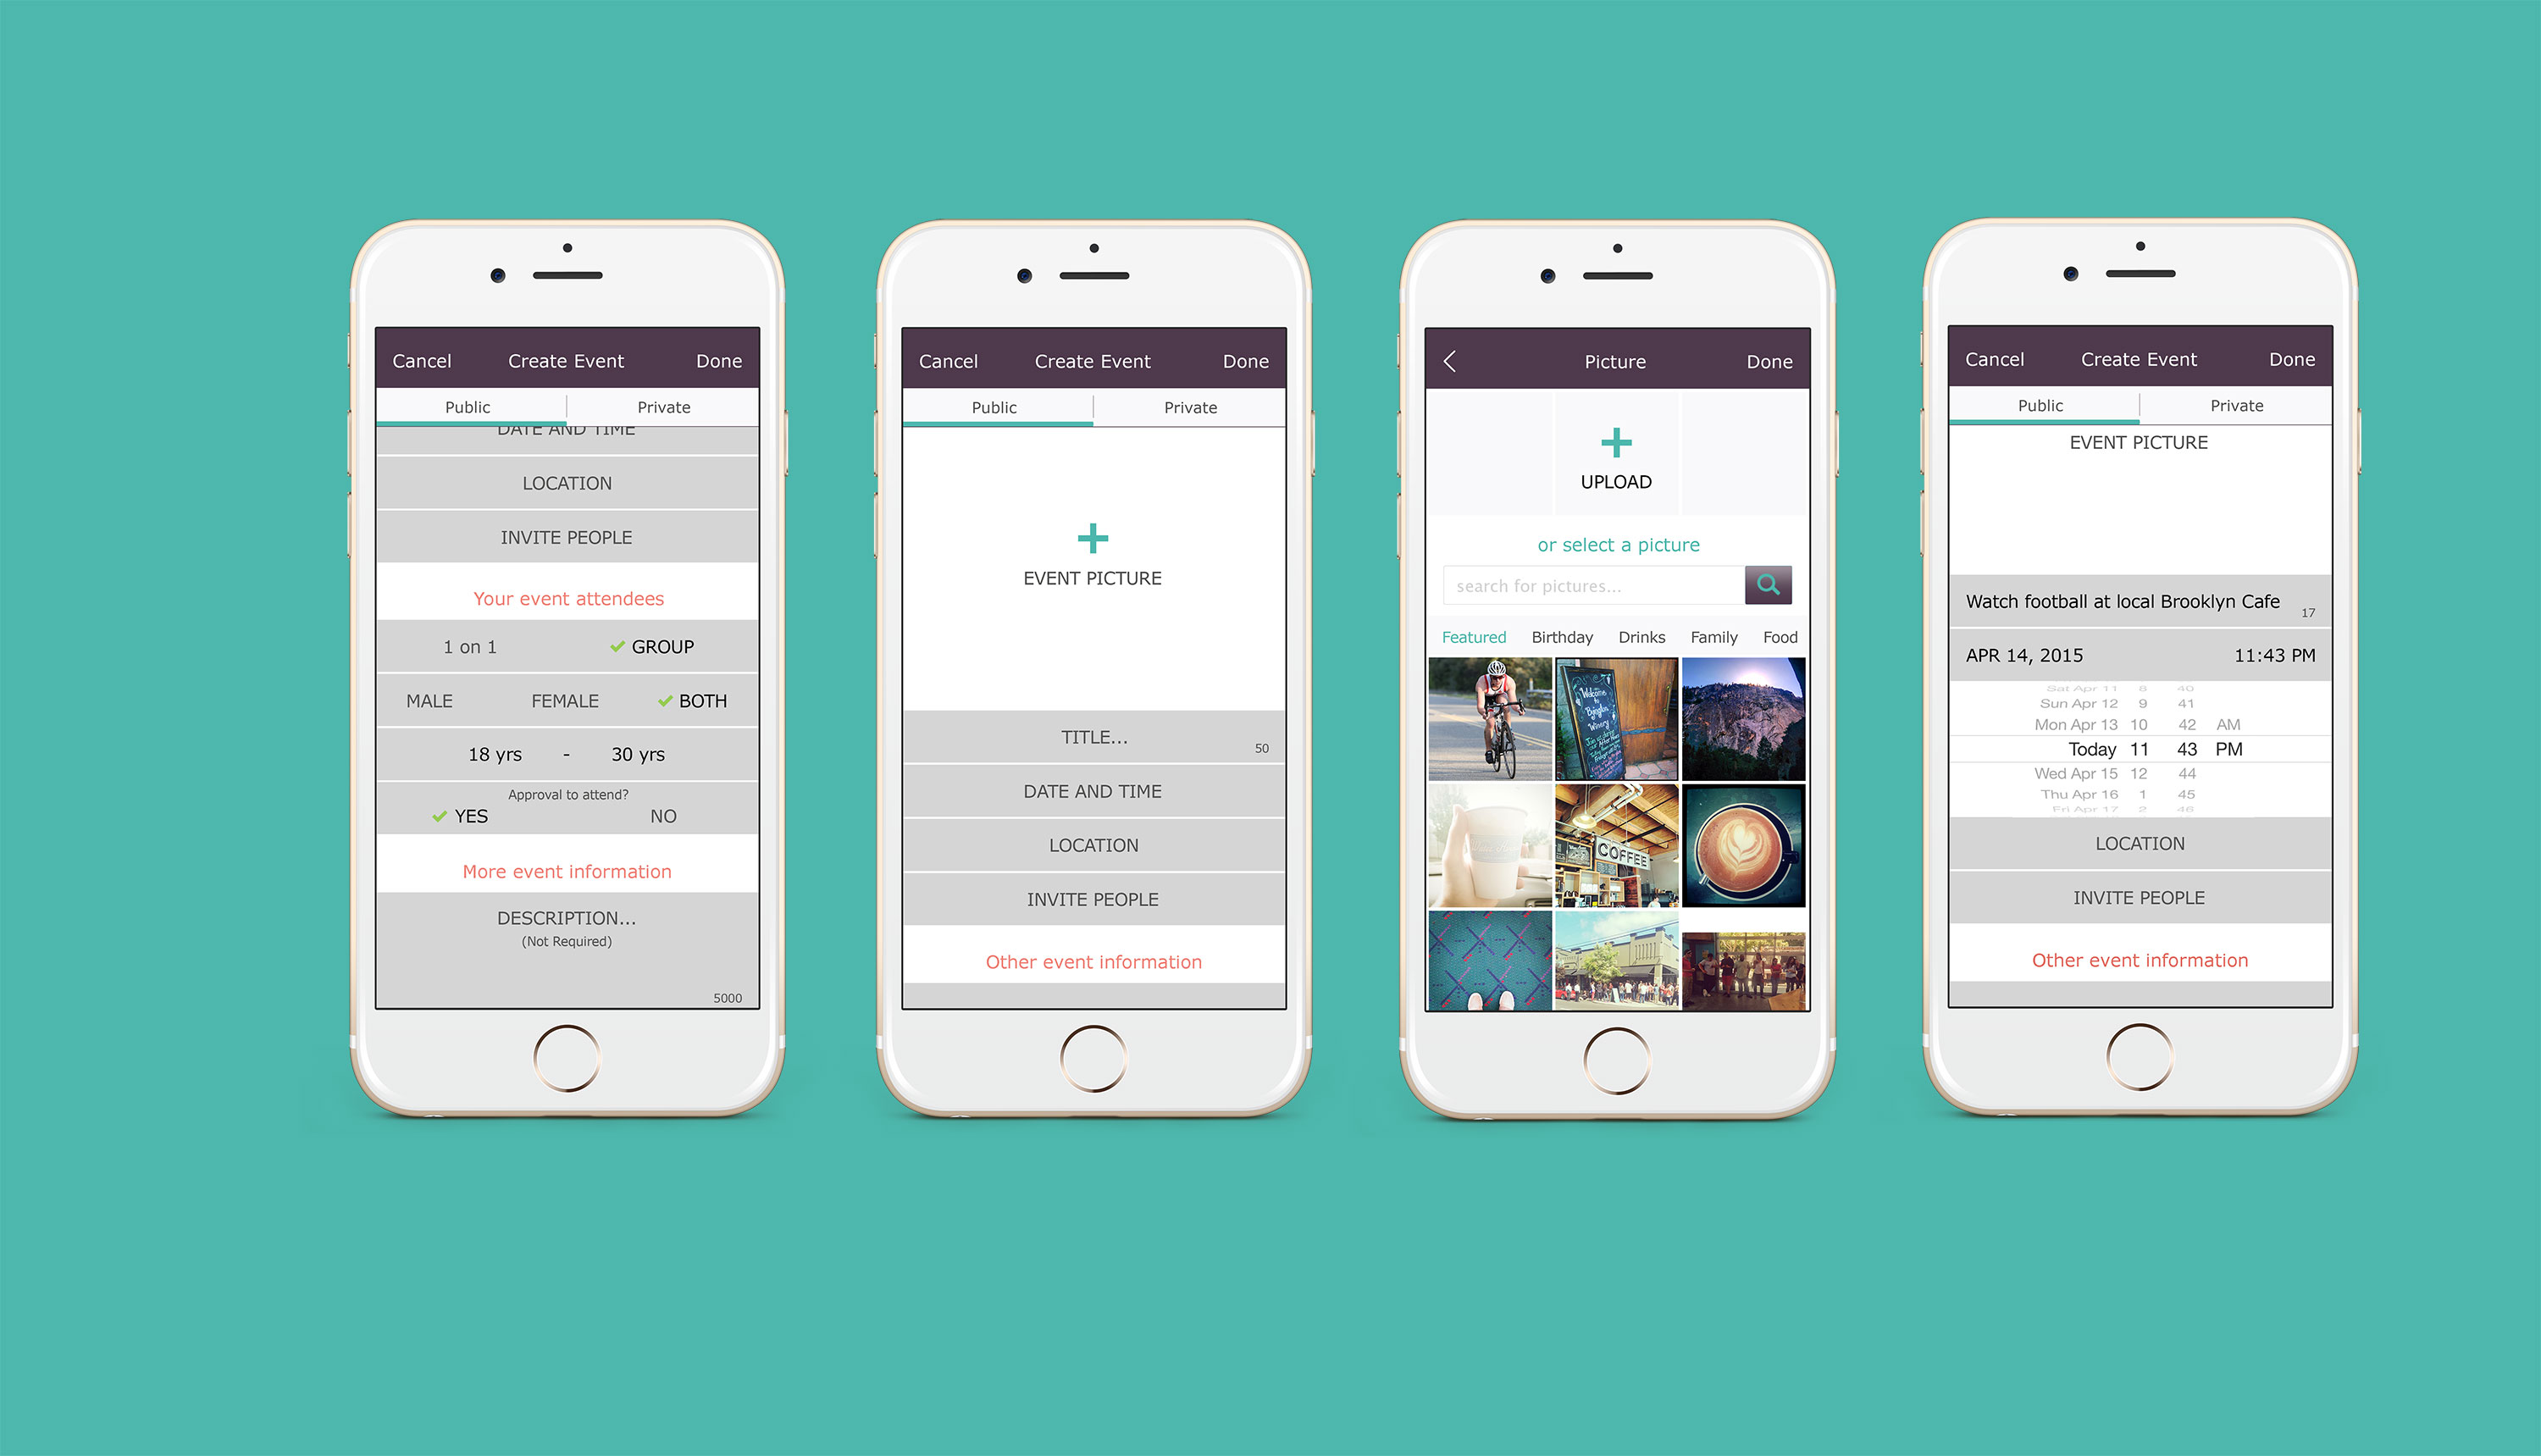 Cancel Create Event Done
Public Private
DATE AND TIME
LOCATION
INVITE PEOPLE
Your event attendees
1 on 1 GROUP
MALE FEMALE BOTH
18 yrs - 30 yrs
Approval to attend?
YES NO
More event information
DESCRIPTION...
(Not Required)
5000
Cancel Create Event Done
Public Private
EVENT PICTURE
TITLE...
50
DATE AND TIME
LOCATION
INVITE PEOPLE
Other event information
Picture Done
UPLOAD
or select a picture
search for pictures...
Featured Birthday Drinks Family Food
Welcome
to
Winery
COFFEE
Cancel Create Event Done
Public Private
EVENT PICTURE
Watch football at local Brooklyn Cafe
17
APR 14, 2015 11:43 PM
Sat Apr 11 8 40
Sun Apr 12 9 41
Mon Apr 13 10 42 AM
Today 11 43 PM
Wed Apr 15 12 44
Thu Apr 16 1 45
Fri Apr 17 2 46
LOCATION
INVITE PEOPLE
Other event information